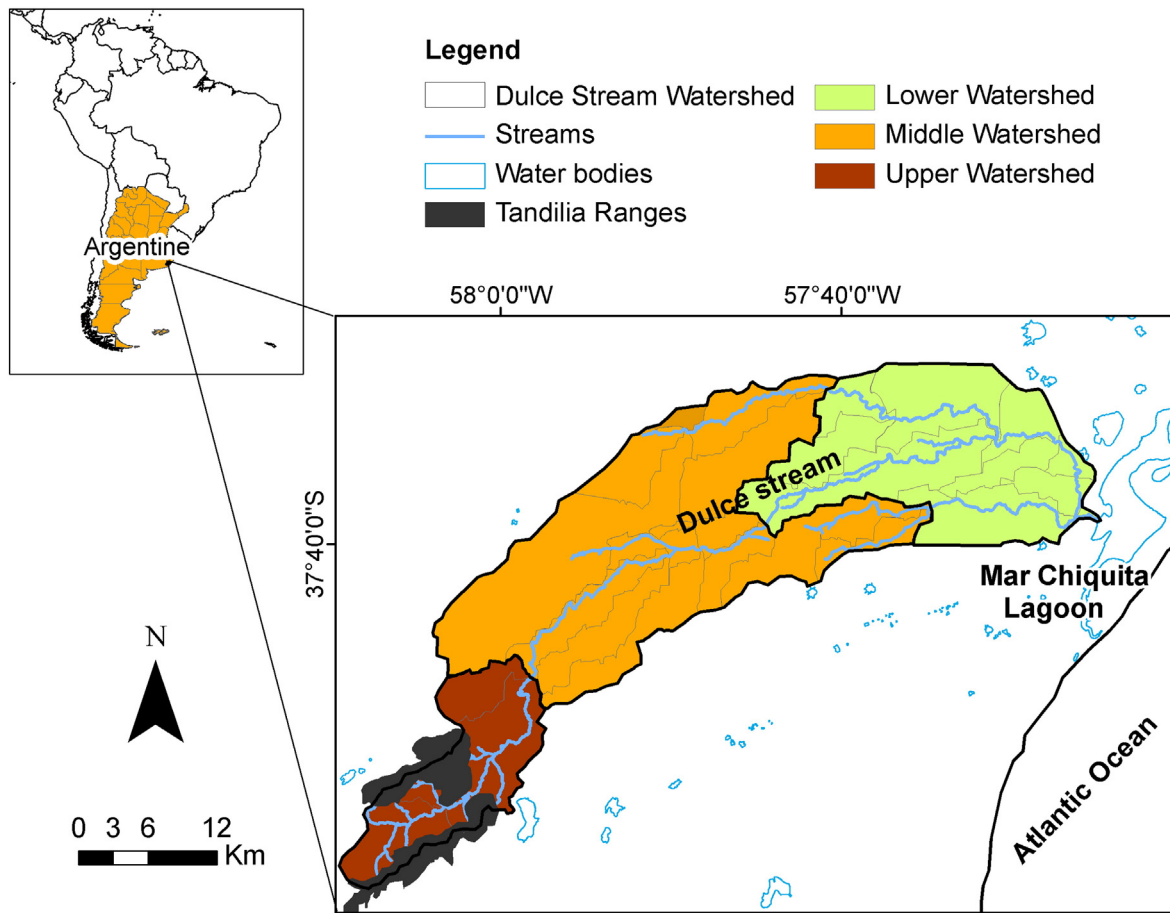 Argentine
Legend
Dulce Stream Watershed
Streams
Water bodies
Tandilia Ranges
Lower Watershed
Middle Watershed
Upper Watershed
58°0'0"W
57°40'0"W
37°40'0"S
Dulce stream
Mar Chiquita
Lagoon
Atlantic Ocean
N
0 3 6 12
Km